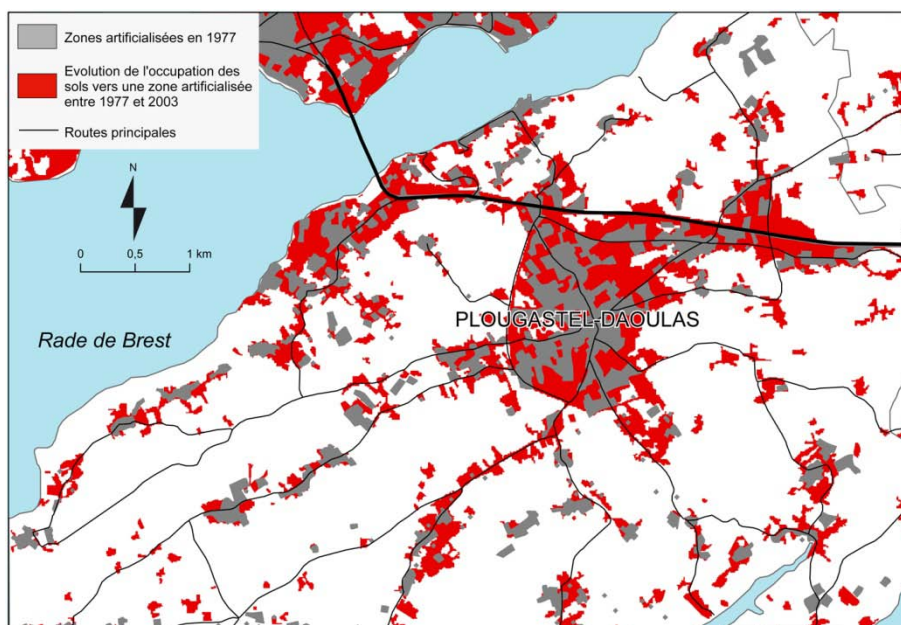 Zones artificialisées en 1977
Evolution de l'occupation des
sols vers une zone artificialisée
entre 1977 et 2003
Routes principales
N
0 0,5 1 km
PLOUGASTEL-DAOULAS
Rade de Brest